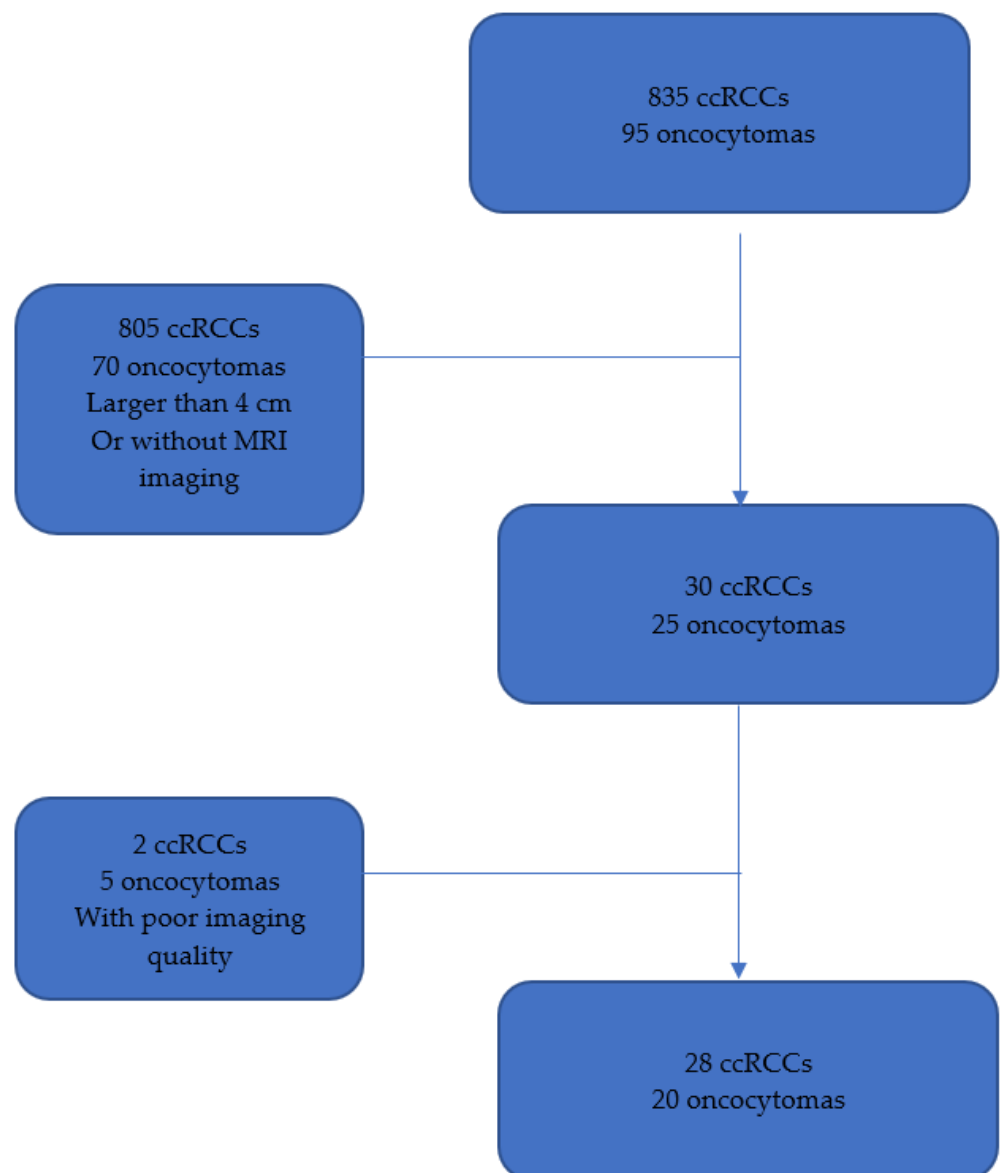 835 ccRCCs
95 oncocytomas
805 ccRCCs
70 oncocytomas
Larger than 4 cm
Or without MRI
imaging
30 ccRCCs
25 oncocytomas
2 ccRCCs
5 oncocytomas
With poor imaging
quality
28 ccRCCs
20 oncocytomas